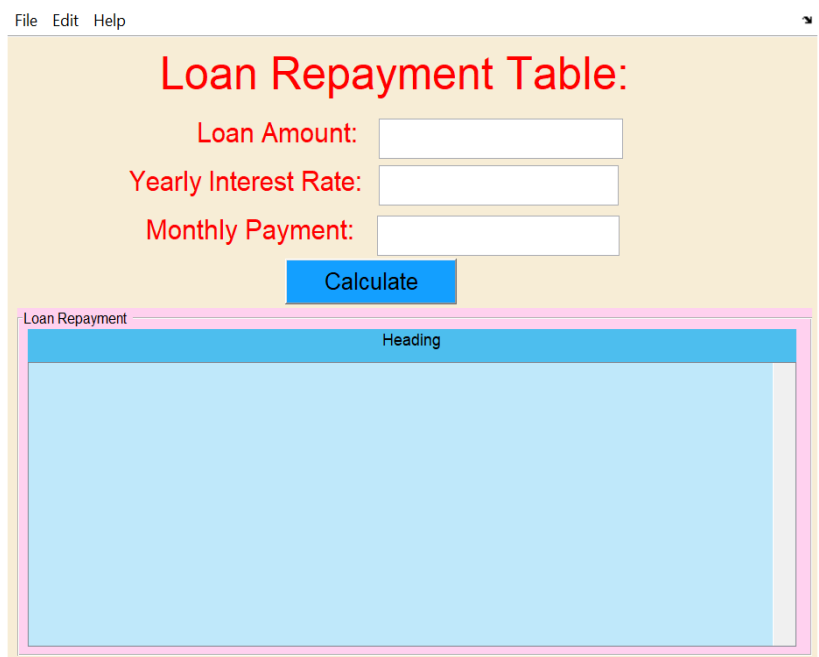 File Edit Help
Loan Repayment Table:
Loan Amount:
Yearly Interest Rate:
Monthly Payment:
Calculate
Loan Repayment
Heading